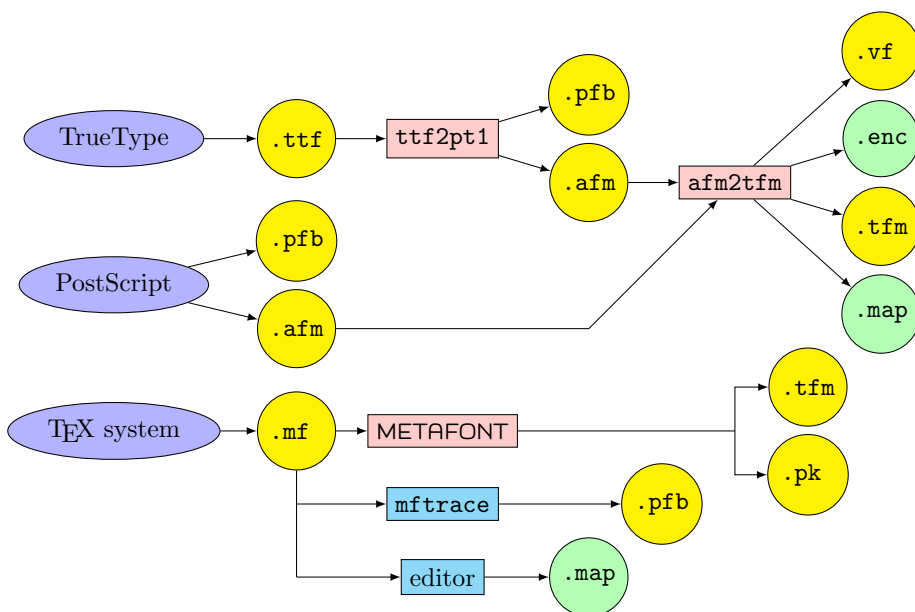 .vf
.pfb
TrueType
.ttf
ttf2pt1
.enc
.afm
afm2tfm
.tfm
.pfb
PostScript
.map
.afm
.tfm
TEX system
.mf
METAFONT
.pk
mftrace
.pfb
editor
.map